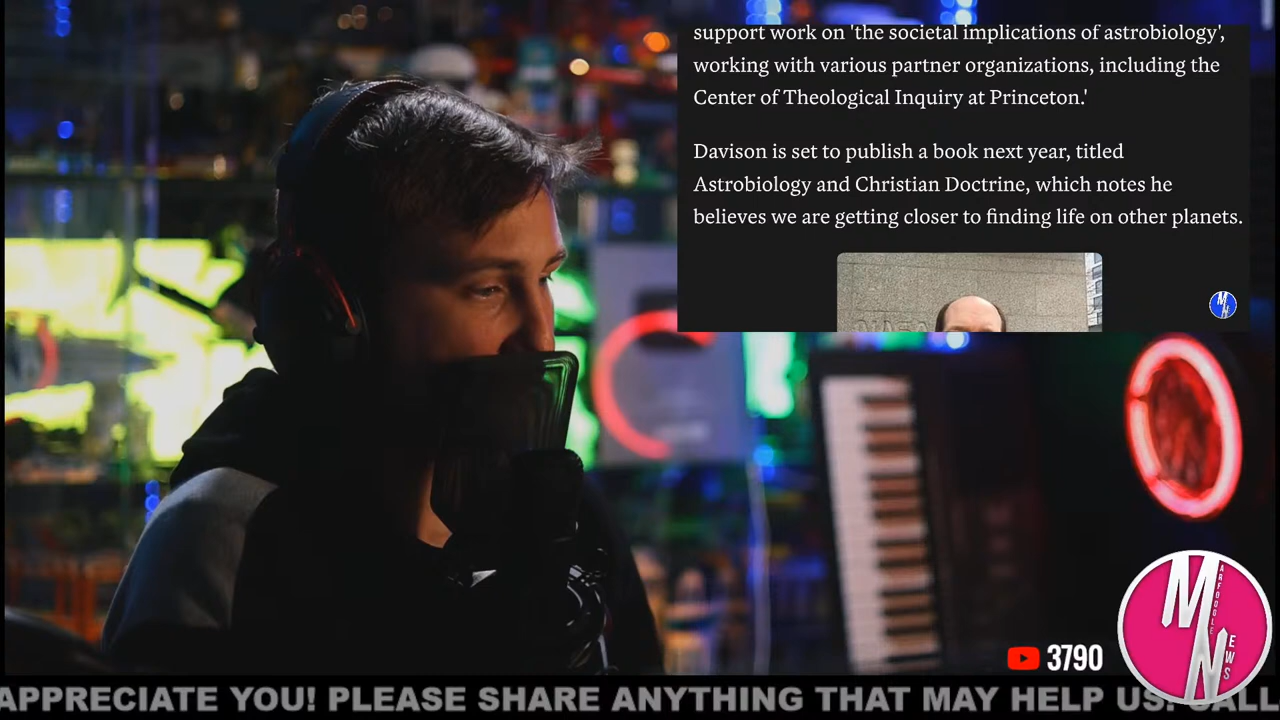 support work on 'the societal implications of astrobiology',
working with various partner organizations, including the
Center of Theological Inquiry at Princeton.'
Davison is set to publish a book next year, titled
Astrobiology and Christian Doctrine, which notes he
believes we are getting closer to finding life on other planets.
3790
MARFOOGLE
NEWS
APPRECIATE YOU! PLEASE SHARE ANYTHING THAT MAY HELP US! CALL